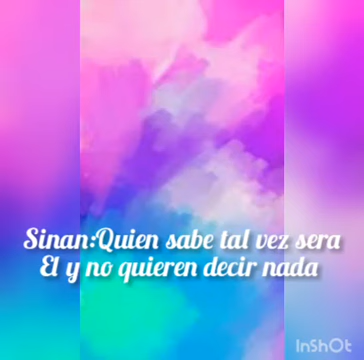 Sinan:Quien sabe tal vez sera
El y no quieren decir nada
InShOt